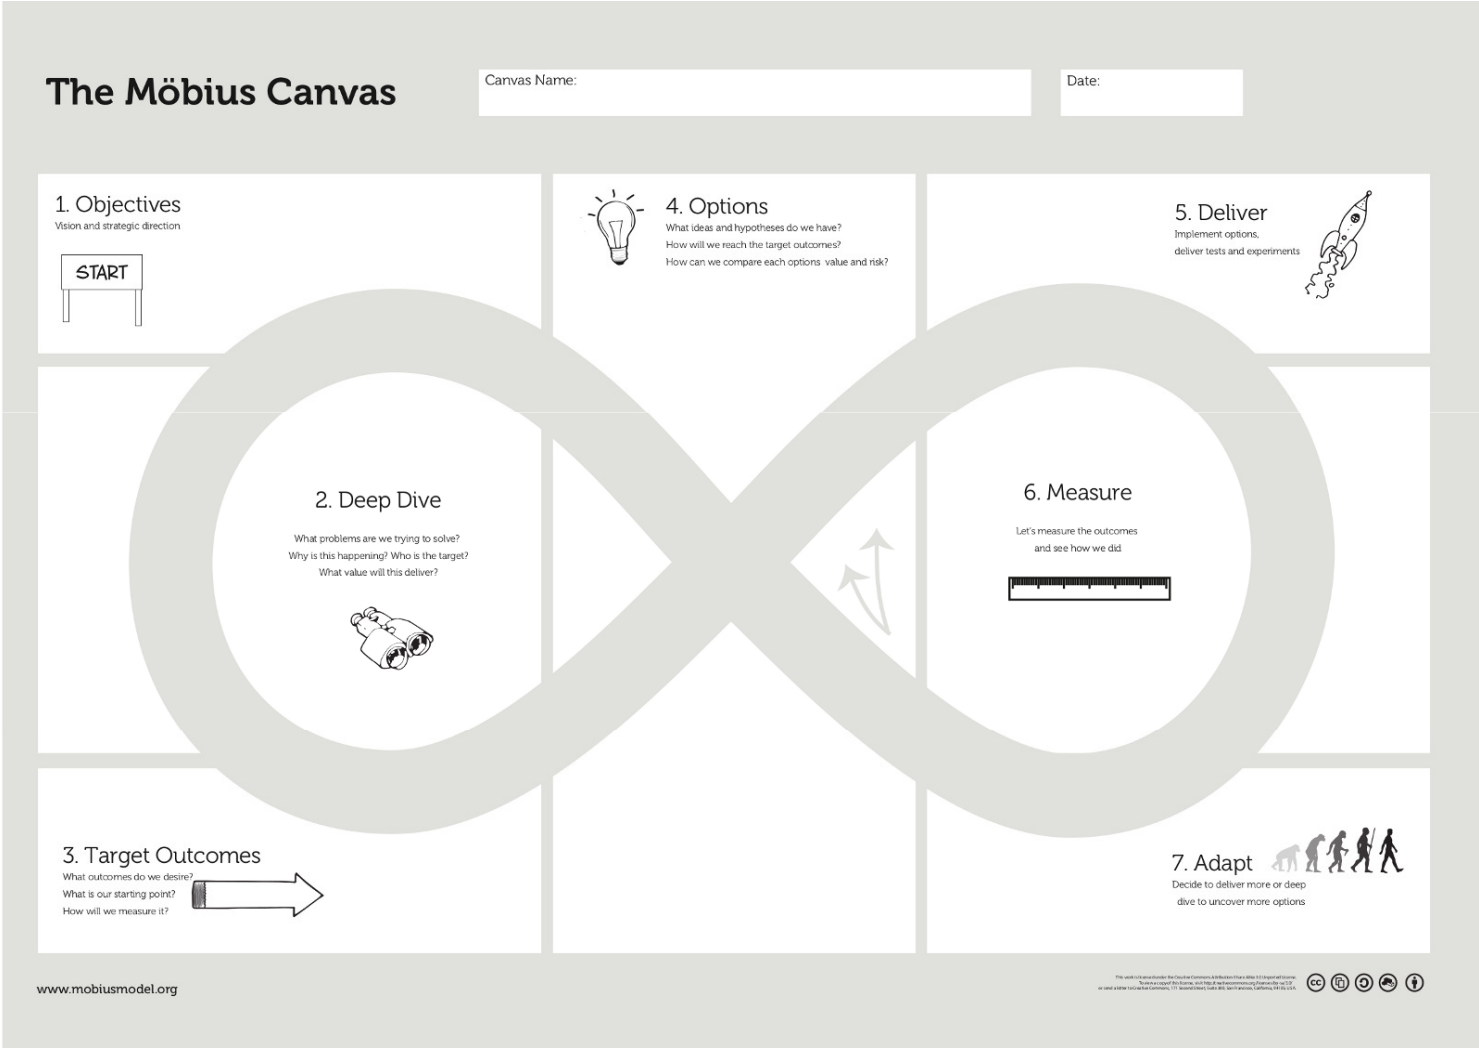 The Möbius Canvas
Canvas Name:
Date:
1. Objectives
Vision and strategic direction
START
2. Deep Dive
What problems are we trying to solve?
Why is this happening? Who is the target?
What value will this deliver?
3. Target Outcomes
What outcomes do we desire?
What is our starting point?
How will we measure it?
4. Options
What ideas and hypotheses do we have?
How will we reach the target outcomes?
How can we compare each options value and risk?
5. Deliver
Implement options,
deliver tests and experiments
6. Measure
Let's measure the outcomes
and see how we did
7. Adapt
Decide to deliver more or deep
dive to uncover more options
www.mobiusmodel.org
cc